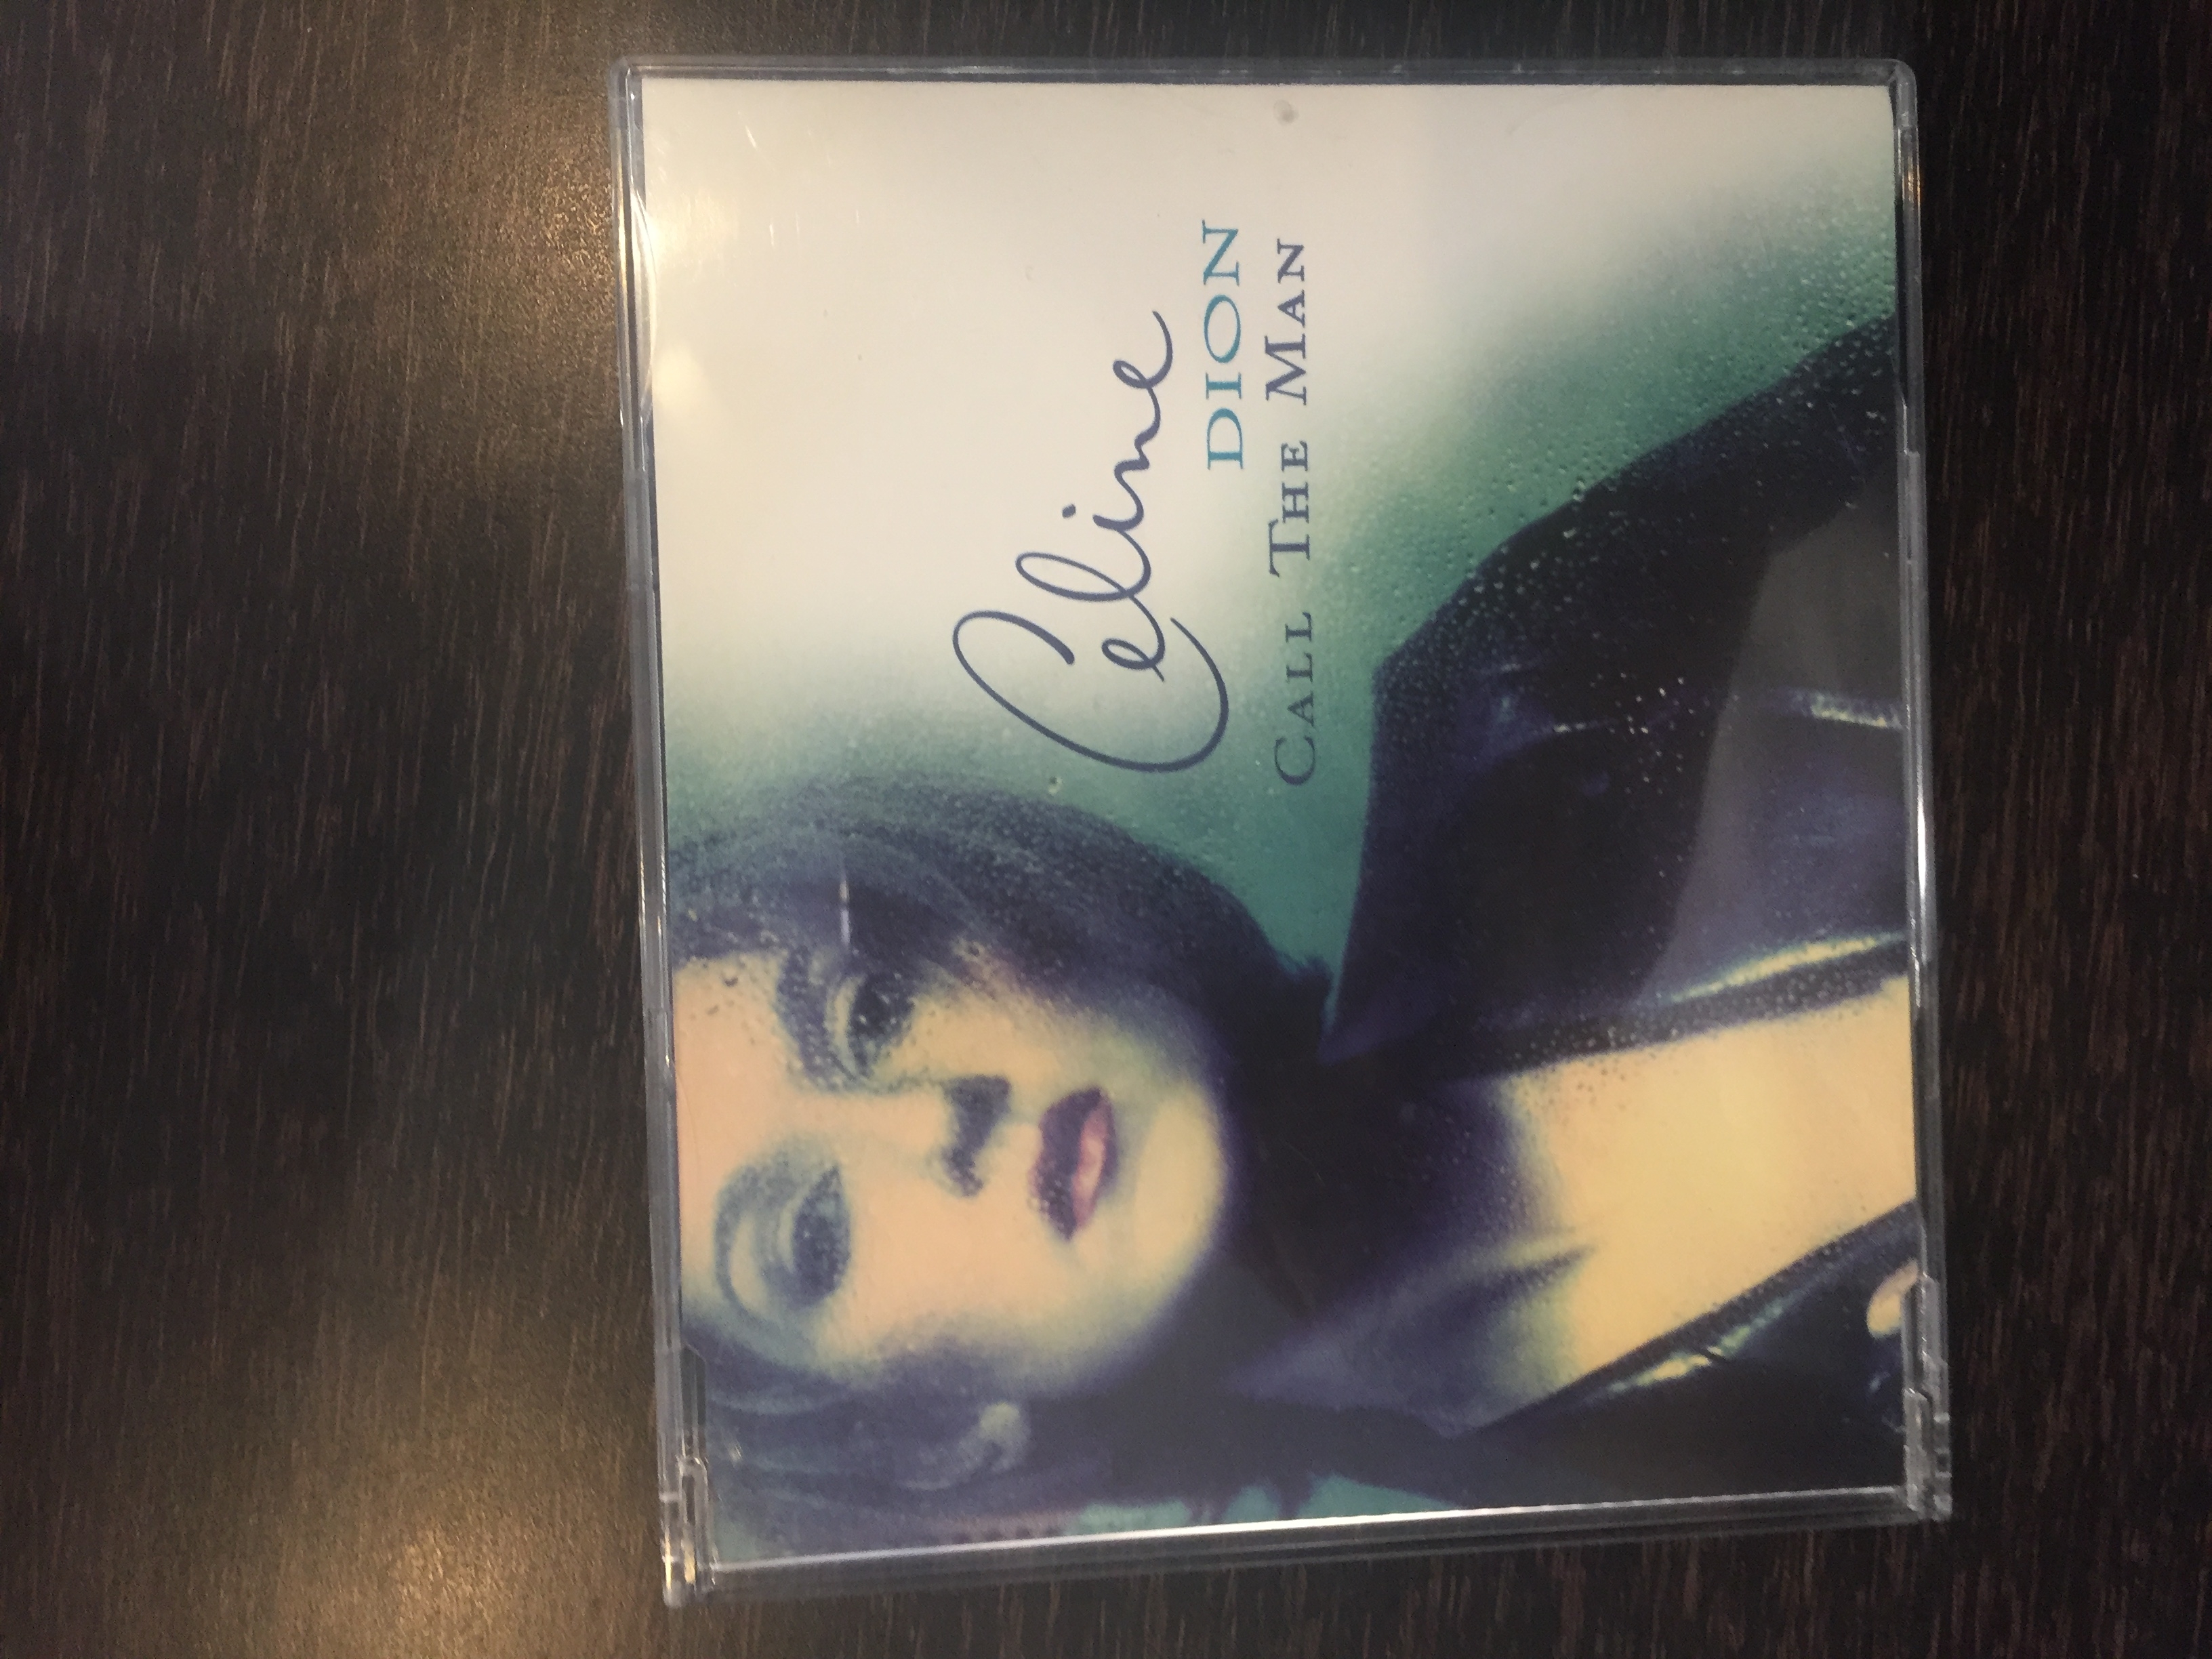 Celine
DION
CALL THE MAN